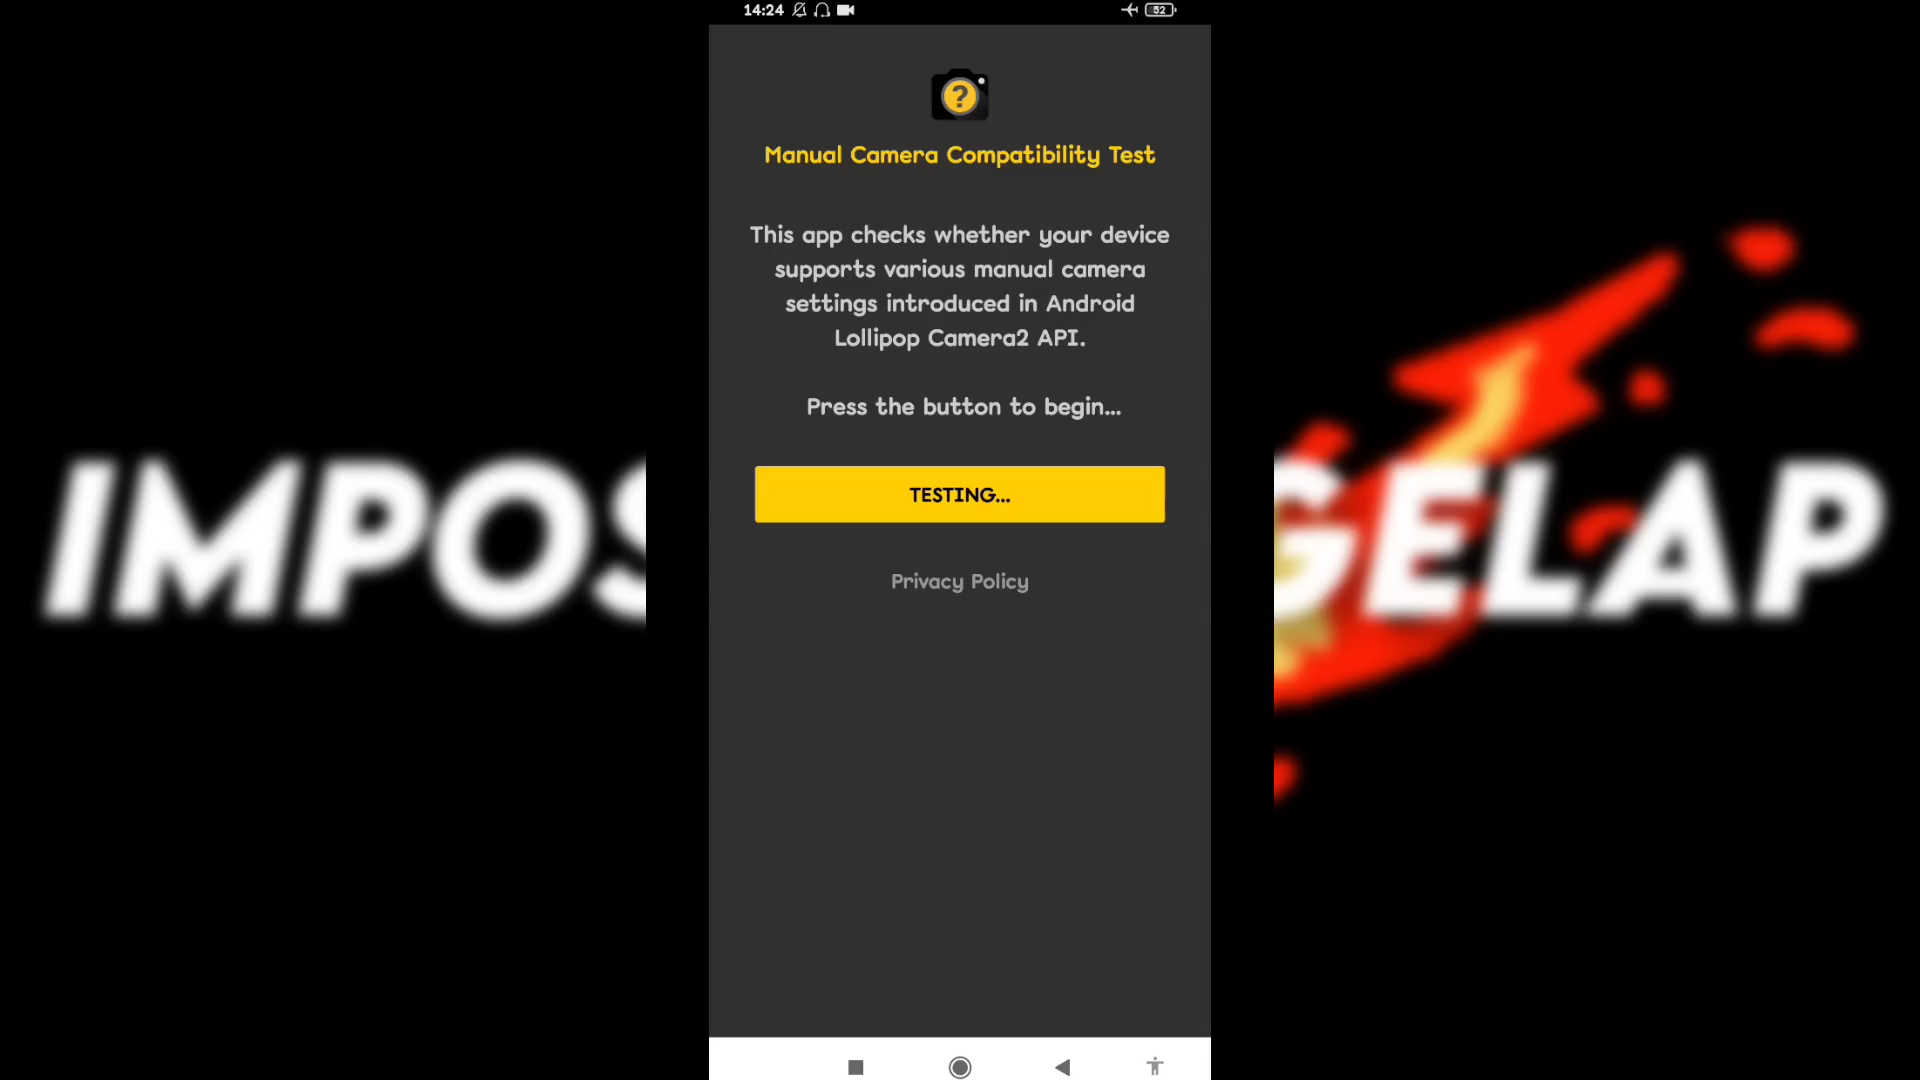 14:24
52
?
Manual Camera Compatibility Test
This app checks whether your device
supports various manual camera
settings introduced in Android
Lollipop Camera2 API.
Press the button to begin...
TESTING...
Privacy Policy
IMPOS
GELAP